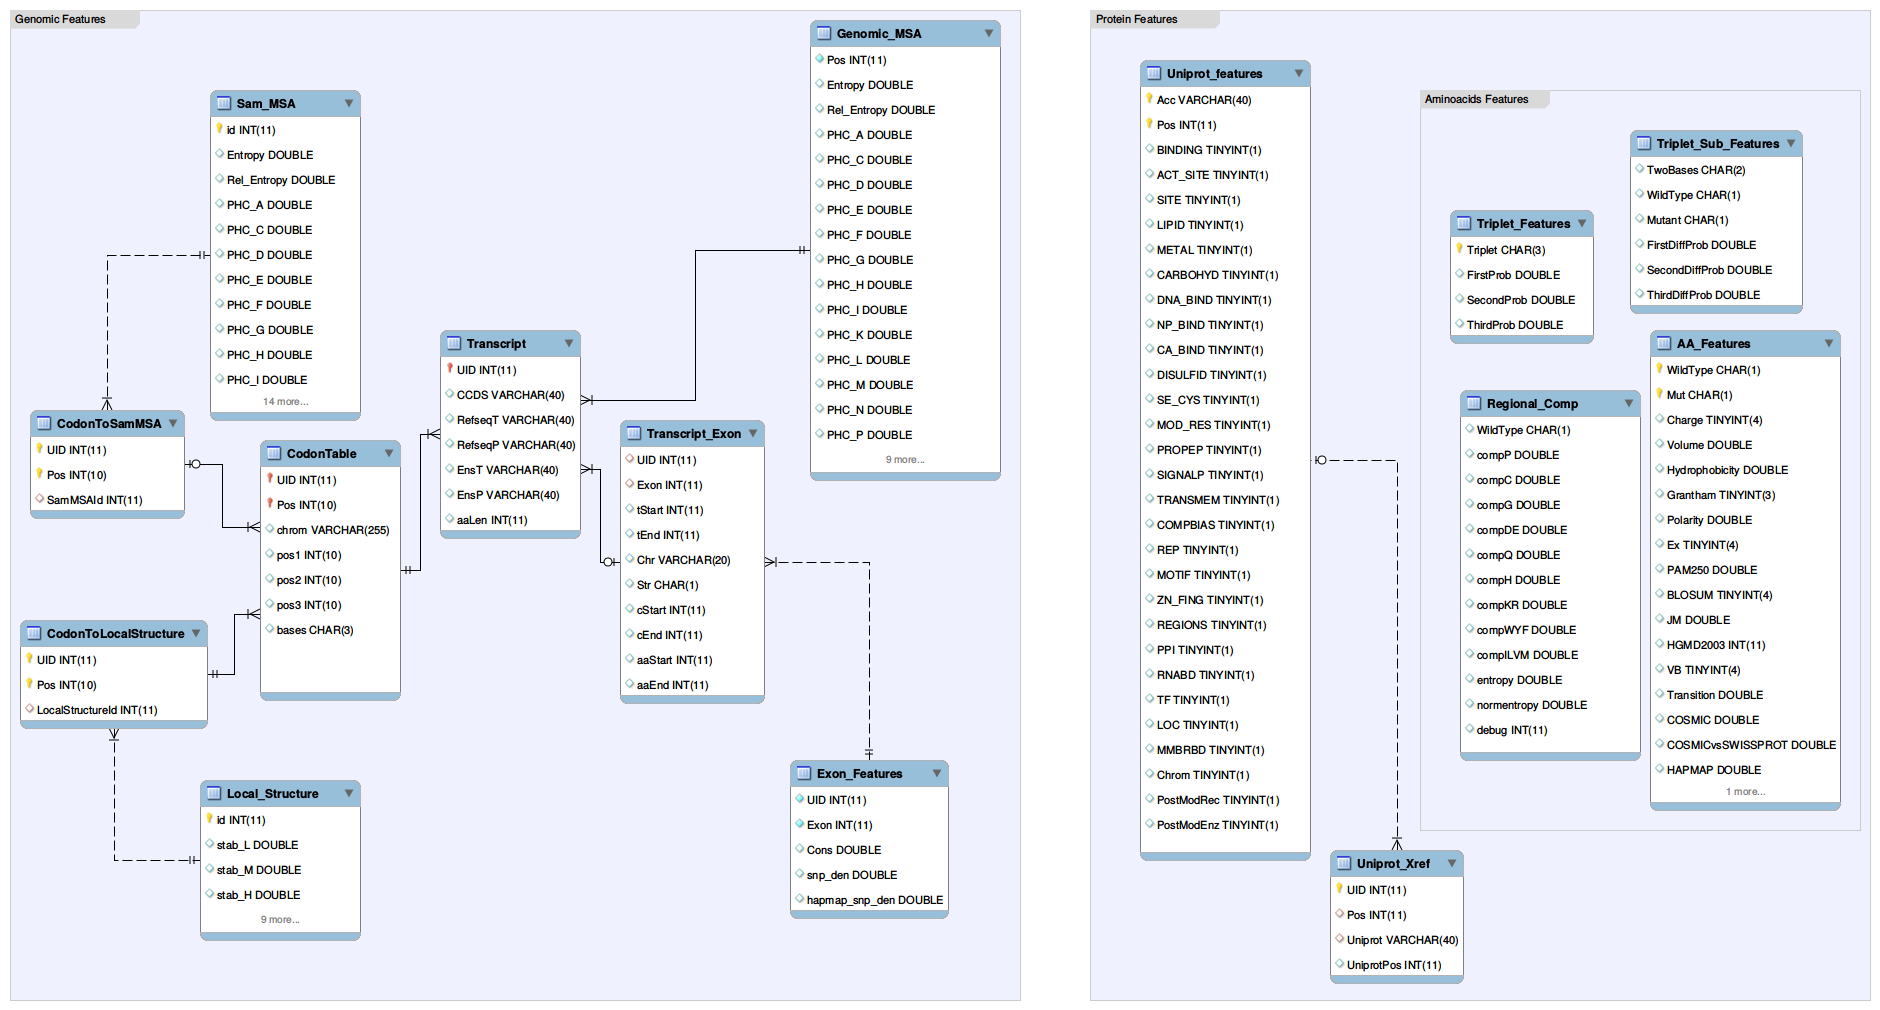 Genomic Features
Genomic_MSA
Pos INT(11)
Entropy DOUBLE
Rel_Entropy DOUBLE
PHC_A DOUBLE
PHC_C DOUBLE
PHC_D DOUBLE
PHC_E DOUBLE
PHC_F DOUBLE
PHC_G DOUBLE
PHC_H DOUBLE
PHC_I DOUBLE
PHC_K DOUBLE
PHC_L DOUBLE
PHC_M DOUBLE
PHC_N DOUBLE
PHC_P DOUBLE
9 more...
Sam_MSA
id INT(11)
Entropy DOUBLE
Rel_Entropy DOUBLE
PHC_A DOUBLE
PHC_C DOUBLE
PHC_D DOUBLE
PHC_E DOUBLE
PHC_F DOUBLE
PHC_G DOUBLE
PHC_H DOUBLE
PHC_I DOUBLE
14 more...
Transcript
UID INT(11)
CCDS VARCHAR(40)
RefseqT VARCHAR(40)
RefseqP VARCHAR(40)
EnsT VARCHAR(40)
EnsP VARCHAR(40)
aaLen INT(11)
CodonToSamMSA
UID INT(11)
Pos INT(10)
SamMSAId INT(11)
CodonTable
UID INT(11)
Pos INT(10)
chrom VARCHAR(255)
pos1 INT(10)
pos2 INT(10)
pos3 INT(10)
bases CHAR(3)
Transcript_Exon
UID INT(11)
Exon INT(11)
tStart INT(11)
tEnd INT(11)
Chr VARCHAR(20)
Str CHAR(1)
cStart INT(11)
cEnd INT(11)
aaStart INT(11)
aaEnd INT(11)
CodonToLocalStructure
UID INT(11)
Pos INT(10)
LocalStructureId INT(11)
Local_Structure
id INT(11)
stab_L DOUBLE
stab_M DOUBLE
stab_H DOUBLE
9 more...
Exon_Features
UID INT(11)
Exon INT(11)
Cons DOUBLE
snp_den DOUBLE
hapmap_snp_den DOUBLE
Protein Features
Uniprot_features
Acc VARCHAR(40)
Pos INT(11)
BINDING TINYINT(1)
ACT_SITE TINYINT(1)
SITE TINYINT(1)
LIPID TINYINT(1)
METAL TINYINT(1)
CARBOHYD TINYINT(1)
DNA_BIND TINYINT(1)
NP_BIND TINYINT(1)
CA_BIND TINYINT(1)
DISULFID TINYINT(1)
SE_CYS TINYINT(1)
MOD_RES TINYINT(1)
PROPEP TINYINT(1)
SIGNALP TINYINT(1)
TRANSMEM TINYINT(1)
COMPBIAS TINYINT(1)
REP TINYINT(1)
MOTIF TINYINT(1)
ZN_FING TINYINT(1)
REGIONS TINYINT(1)
PPI TINYINT(1)
RNABD TINYINT(1)
TF TINYINT(1)
LOC TINYINT(1)
MMBRBD TINYINT(1)
Chrom TINYINT(1)
PostModRec TINYINT(1)
PostModEnz TINYINT(1)
Aminoacids Features
Triplet_Sub_Features
TwoBases CHAR(2)
WildType CHAR(1)
Mutant CHAR(1)
FirstDiffProb DOUBLE
SecondDiffProb DOUBLE
ThirdDiffProb DOUBLE
Triplet_Features
Triplet CHAR(3)
FirstProb DOUBLE
SecondProb DOUBLE
ThirdProb DOUBLE
AA_Features
WildType CHAR(1)
Mut CHAR(1)
Charge TINYINT(4)
Volume DOUBLE
Hydrophobicity DOUBLE
Grantham TINYINT(3)
Polarity DOUBLE
Ex TINYINT(4)
PAM250 DOUBLE
BLOSUM TINYINT(4)
JM DOUBLE
HGMD2003 INT(11)
VB TINYINT(4)
Transition DOUBLE
COSMIC DOUBLE
COSMICvsSWISSPROT DOUBLE
HAPMAP DOUBLE
1 more...
Regional_Comp
WildType CHAR(1)
compP DOUBLE
compC DOUBLE
compG DOUBLE
compDE DOUBLE
compQ DOUBLE
compH DOUBLE
compKR DOUBLE
compWYF DOUBLE
compILVM DOUBLE
entropy DOUBLE
normentropy DOUBLE
debug INT(11)
Uniprot_Xref
UID INT(11)
Pos INT(11)
Uniprot VARCHAR(40)
UniprotPos INT(11)